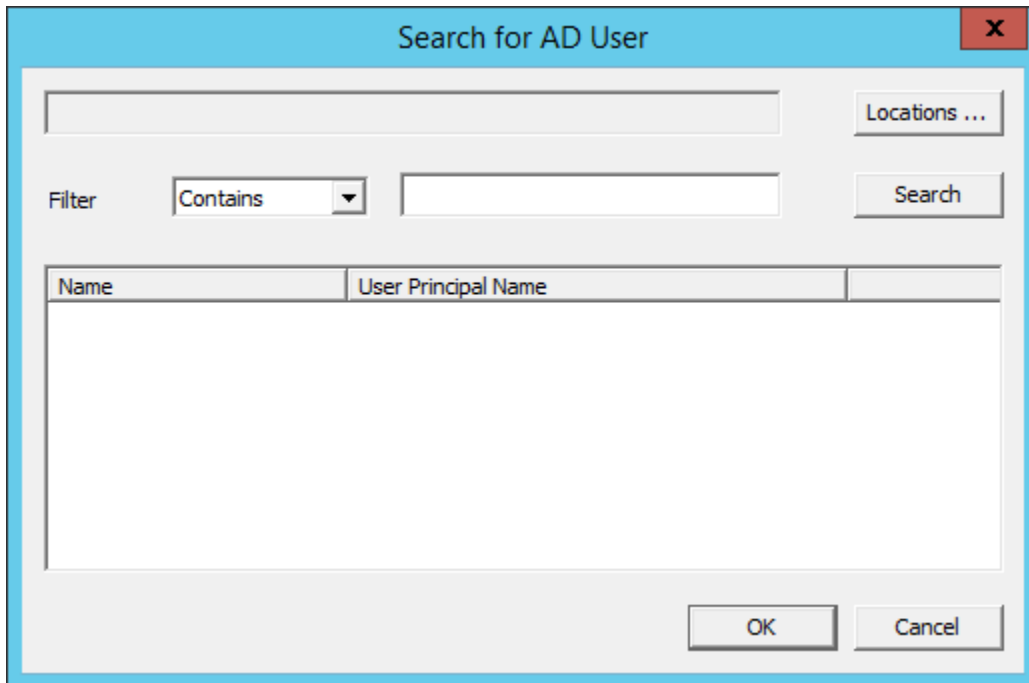 Search for AD User
x
Locations ...
Filter Contains Search
Name User Principal Name
OK Cancel